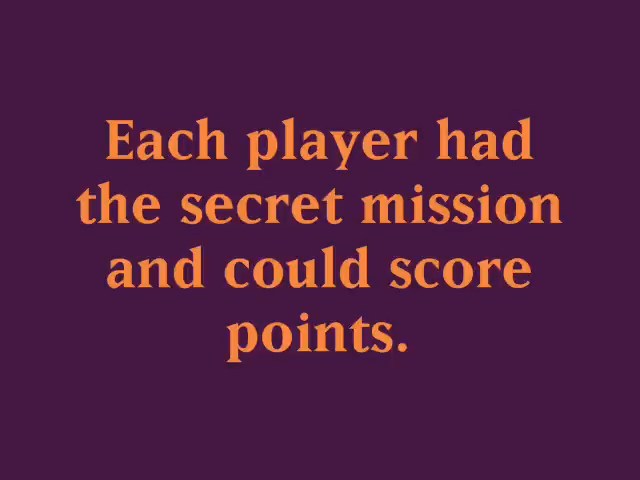 Each player had
the secret mission
and could score
points.